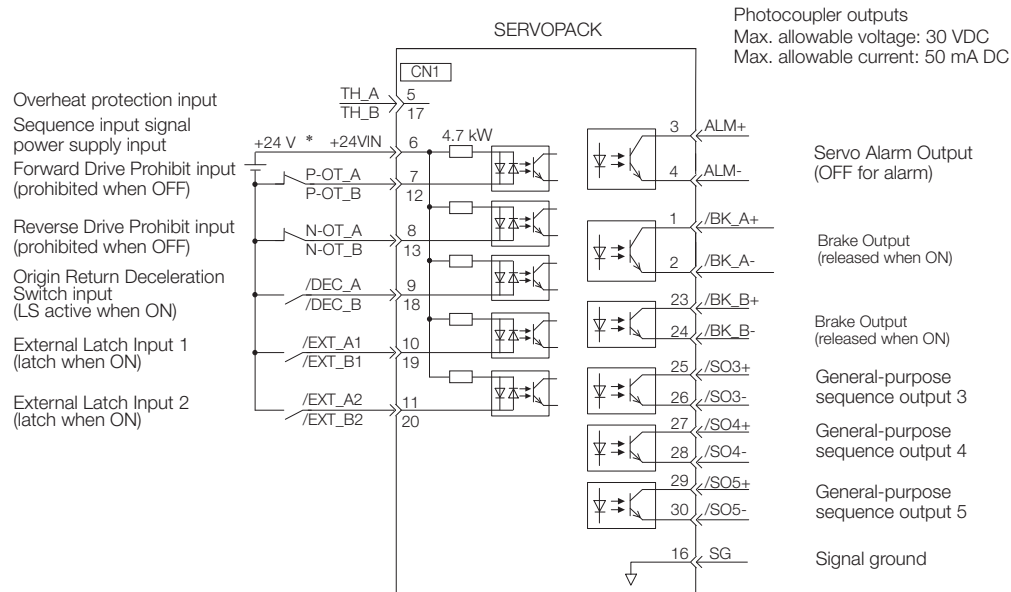 SERVOPACK
Photocoupler outputs
Max. allowable voltage: 30 VDC
Max. allowable current: 50 mA DC
CN1
Overheat protection input
TH_A 5
TH_B 17
Sequence input signal
power supply input
+24 V * +24VIN 6 4.7 kW
Forward Drive Prohibit input
(prohibited when OFF)
P-OT_A 7
P-OT_B 12
Reverse Drive Prohibit input
(prohibited when OFF)
N-OT_A 8
N-OT_B 13
Origin Return Deceleration
Switch input
(LS active when ON)
/DEC_A 9
/DEC_B 18
External Latch Input 1
(latch when ON)
/EXT_A1 10
/EXT_B1 19
External Latch Input 2
(latch when ON)
/EXT_A2 11
/EXT_B2 20
3 ALM+
4 ALM-
Servo Alarm Output
(OFF for alarm)
1 /BK_A+
2 /BK_A-
Brake Output
(released when ON)
23 /BK_B+
24 /BK_B-
Brake Output
(released when ON)
25 /SO3+
26 /SO3-
General-purpose
sequence output 3
27 /SO4+
28 /SO4-
General-purpose
sequence output 4
29 /SO5+
30 /SO5-
General-purpose
sequence output 5
16 SG
Signal ground